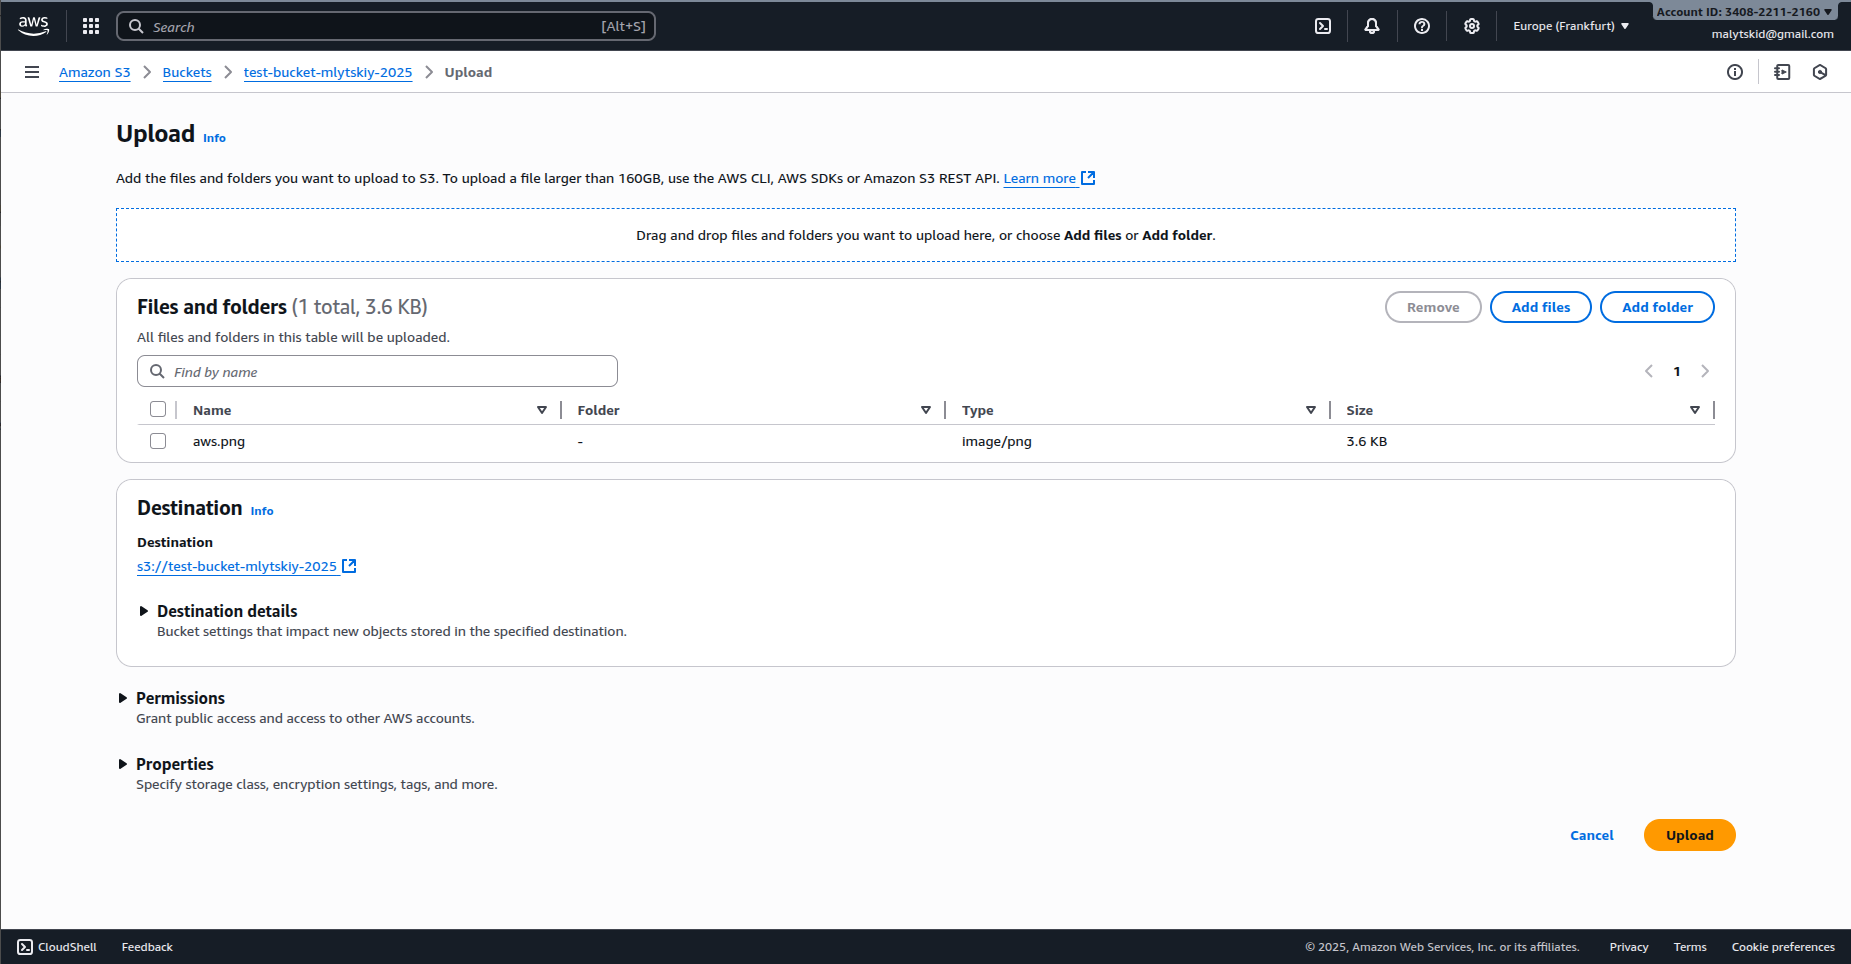 aws
Search [Alt+S]
Europe (Frankfurt)
Account ID: 3408-2211-2160
malytskid@gmail.com
Amazon S3 > Buckets > test-bucket-mlytskiy-2025 > Upload
Upload Info
Add the files and folders you want to upload to S3. To upload a file larger than 160GB, use the AWS CLI, AWS SDKs or Amazon S3 REST API. Learn more
Drag and drop files and folders you want to upload here, or choose Add files or Add folder.
Files and folders (1 total, 3.6 KB)
Remove Add files Add folder
All files and folders in this table will be uploaded.
Find by name
1
Name Folder Type Size
aws.png - image/png 3.6 KB
Destination Info
Destination
s3://test-bucket-mlytskiy-2025
Destination details
Bucket settings that impact new objects stored in the specified destination.
Permissions
Grant public access and access to other AWS accounts.
Properties
Specify storage class, encryption settings, tags, and more.
Cancel Upload
CloudShell Feedback © 2025, Amazon Web Services, Inc. or its affiliates. Privacy Terms Cookie preferences